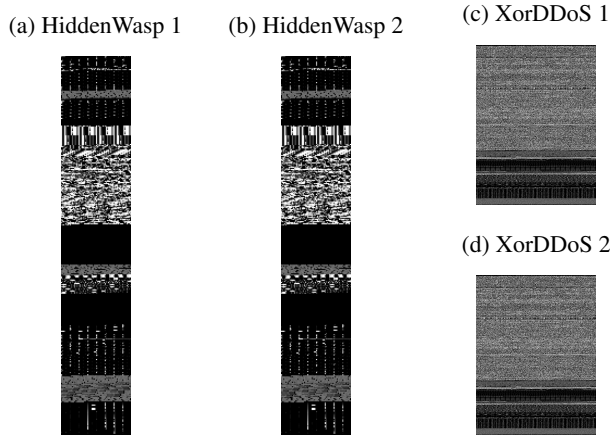 (a) HiddenWasp 1
(b) HiddenWasp 2
(c) XorDDoS 1
(d) XorDDoS 2